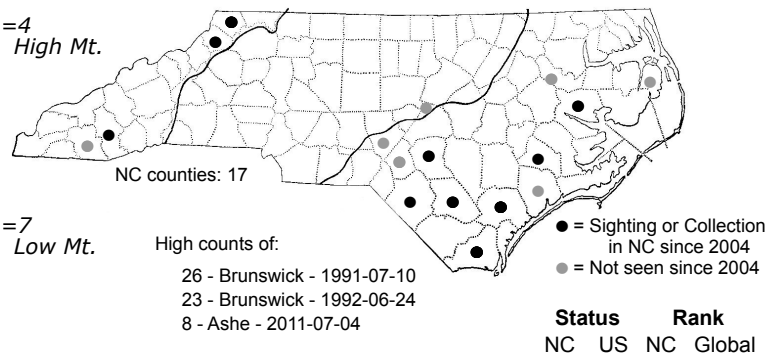 =4
High Mt.
NC counties: 17
=7
Low Mt.
High counts of:
26 - Brunswick - 1991-07-10
23 - Brunswick - 1992-06-24
8 - Ashe - 2011-07-04
● = Sighting or Collection
in NC since 2004
● = Not seen since 2004
Status Rank
NC US NC Global